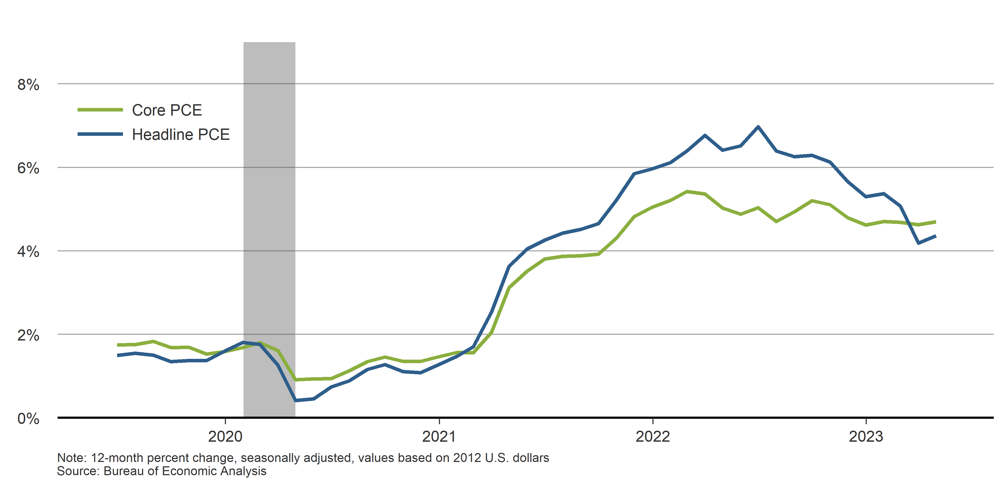 8%
Core PCE
Headline PCE
6%
4%
2%
0%
2020 2021 2022 2023
Note: 12-month percent change, seasonally adjusted, values based on 2012 U.S. dollars
Source: Bureau of Economic Analysis